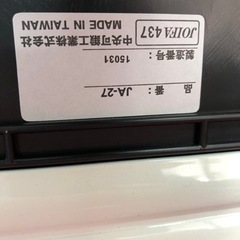 品　番： JA-27
製造番号： 15031
JOIFA 437
中央可鍛工業株式会社
MADE IN TAIWAN